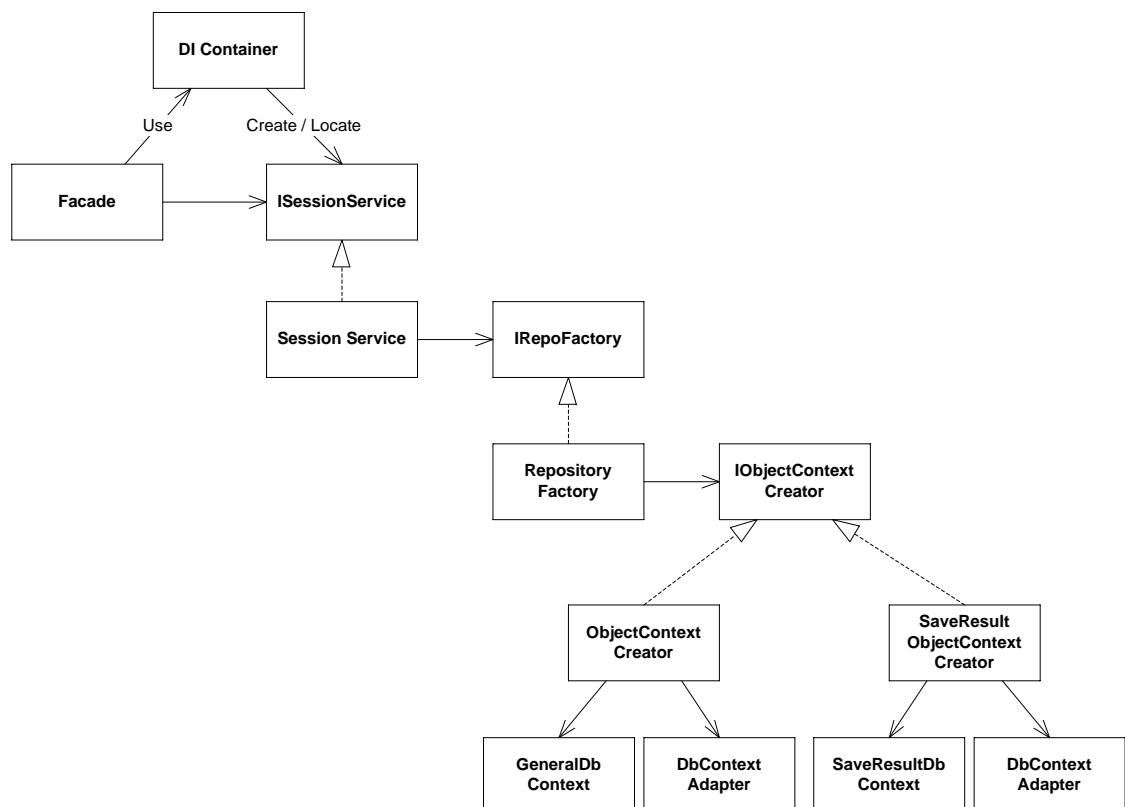 DI Container
Use
Create / Locate
Facade
ISessionService
Session Service
IRepoFactory
Repository
Factory
IObjectContext
Creator
ObjectContext
Creator
SaveResult
ObjectContext
Creator
GeneralDb
Context
DbContext
Adapter
SaveResultDb
Context
DbContext
Adapter